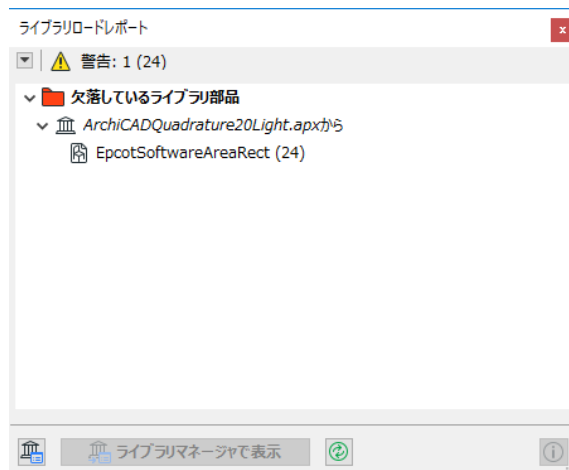 ライブラリロードレポート
x
警告: 1 (24)
欠落しているライブラリ部品
ArchiCADQuadrature20Light.apxから
EpcotSoftwareAreaRect (24)
ライブラリマネージャで表示